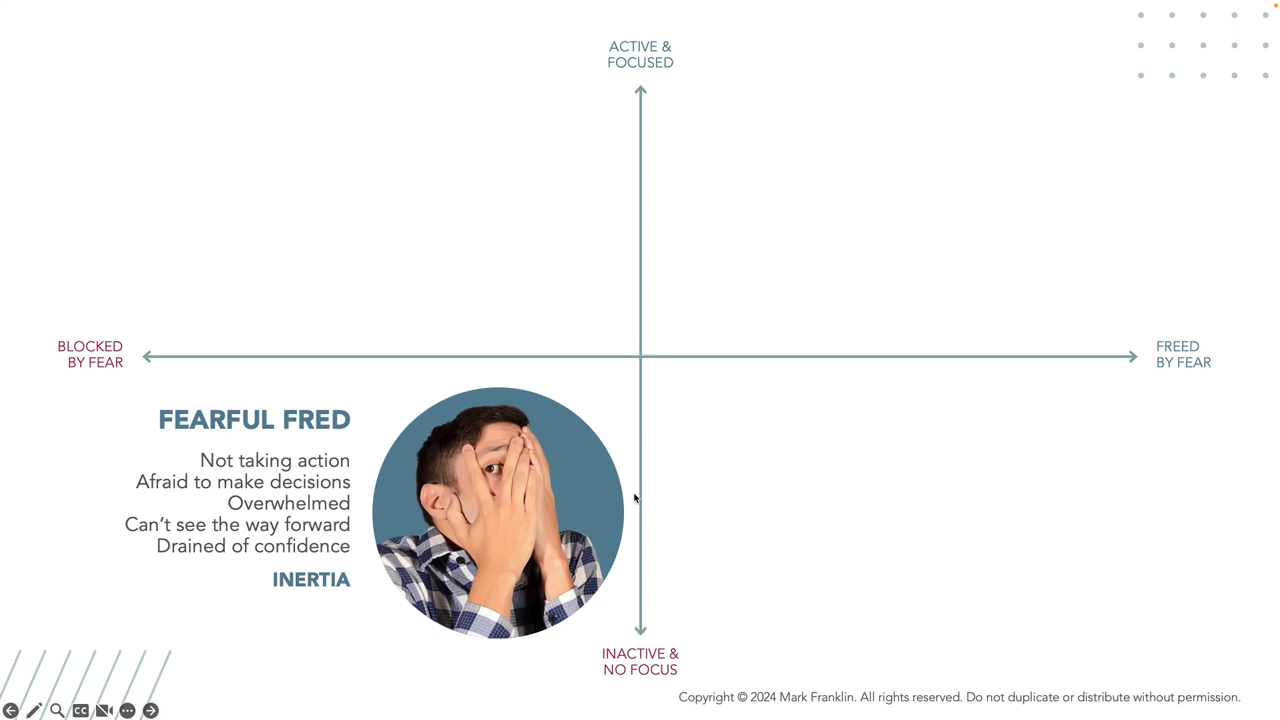 ACTIVE &
FOCUSED
BLOCKED
BY FEAR
FREED
BY FEAR
FEARFUL FRED
Not taking action
Afraid to make decisions
Overwhelmed
Can't see the way forward
Drained of confidence
INERTIA
INACTIVE &
NO FOCUS
Copyright © 2024 Mark Franklin. All rights reserved. Do not duplicate or distribute without permission.
CC